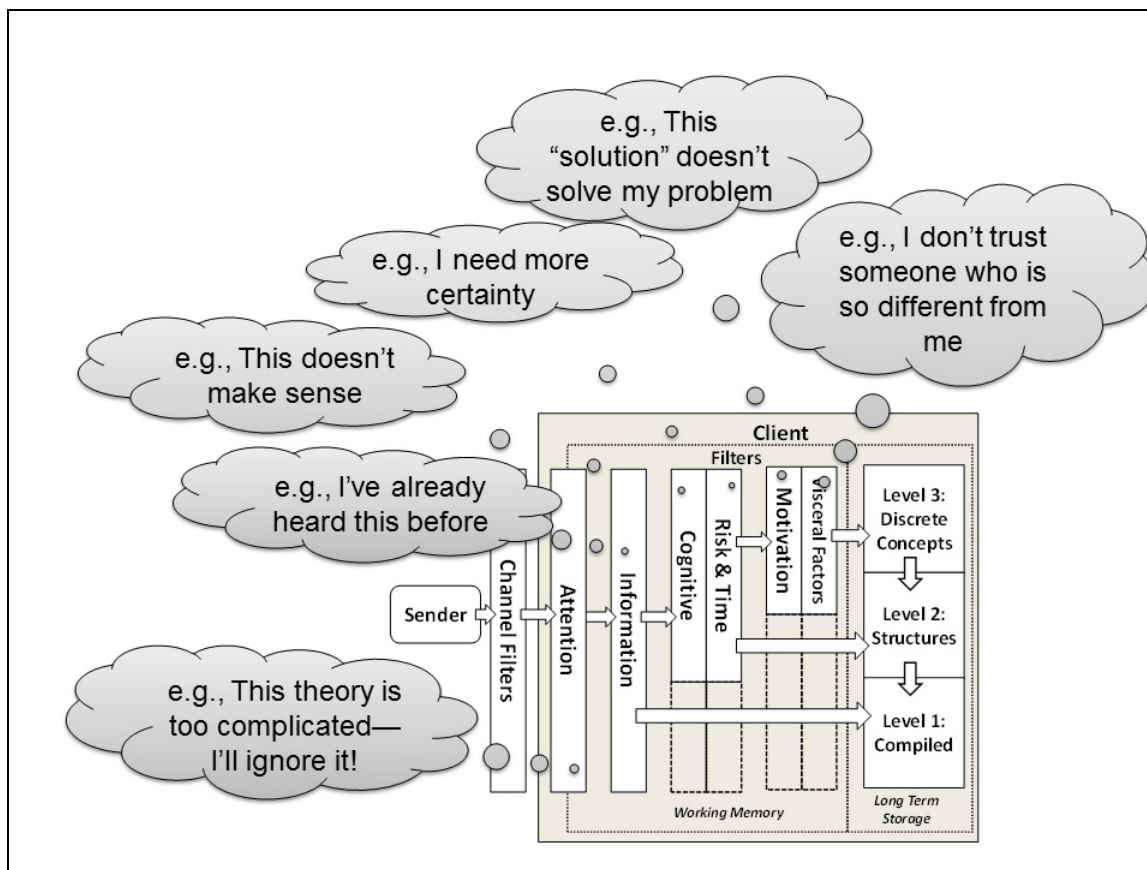 e.g., This
“solution” doesn’t
solve my problem
e.g., I don’t trust
someone who is
so different from
me
e.g., I need more
certainty
e.g., This doesn’t
make sense
e.g., I’ve already
heard this before
e.g., This theory is
too complicated—
I’ll ignore it!
Client
Filters
Sender
Channel Filters
Attention
Information
Cognitive
Risk & Time
Motivation
Visceral Factors
Level 3:
Discrete
Concepts
Level 2:
Structures
Level 1:
Compiled
Working Memory
Long Term
Storage